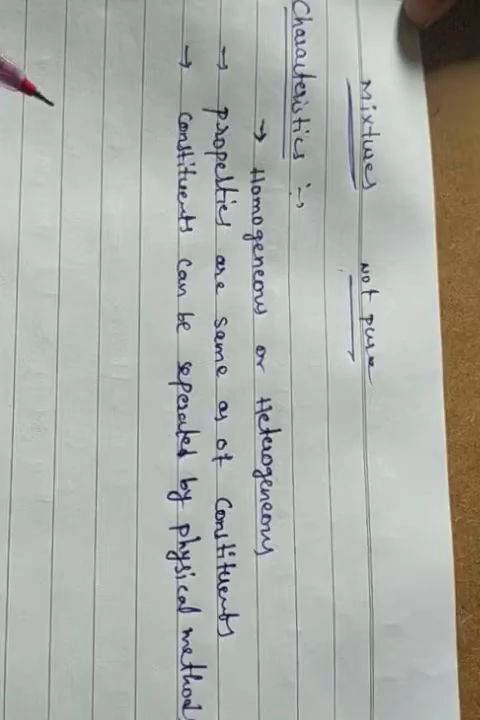 Mixtures Not pure
Characteristics :→
→ Homogeneous or Heterogeneous
→ properties are same as of Constituents
→ Constituents can be seperated by physical methods